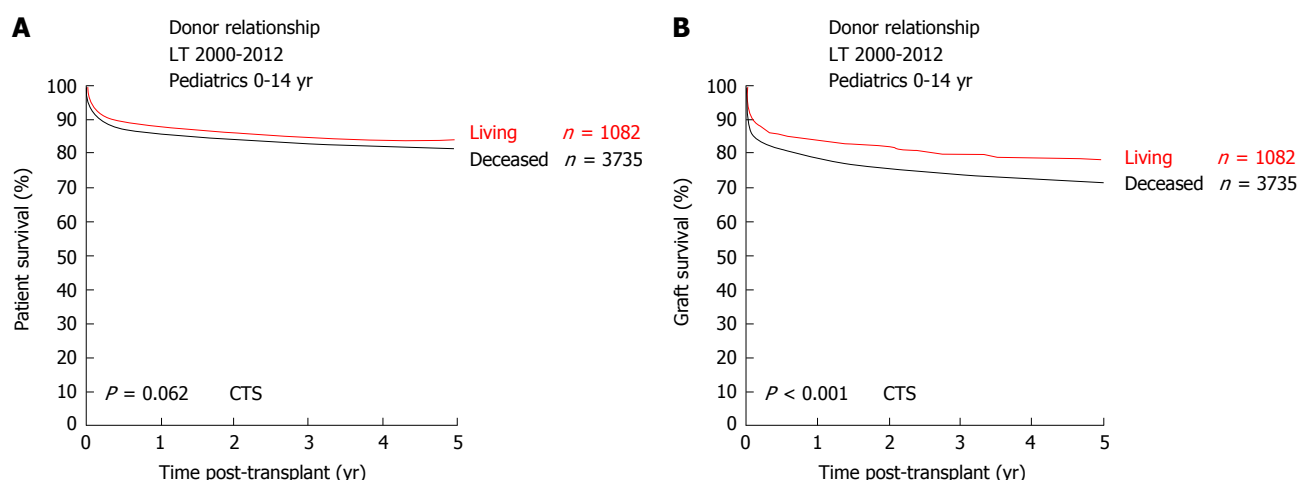 A
Donor relationship
LT 2000-2012
Pediatrics 0-14 yr
Patient survival (%)
100
90
80
70
60
50
40
30
20
10
0
Living n = 1082
Deceased n = 3735
P = 0.062 CTS
0 1 2 3 4 5
Time post-transplant (yr)
B
Donor relationship
LT 2000-2012
Pediatrics 0-14 yr
Graft survival (%)
100
90
80
70
60
50
40
30
20
10
0
Living n = 1082
Deceased n = 3735
P < 0.001 CTS
0 1 2 3 4 5
Time post-transplant (yr)